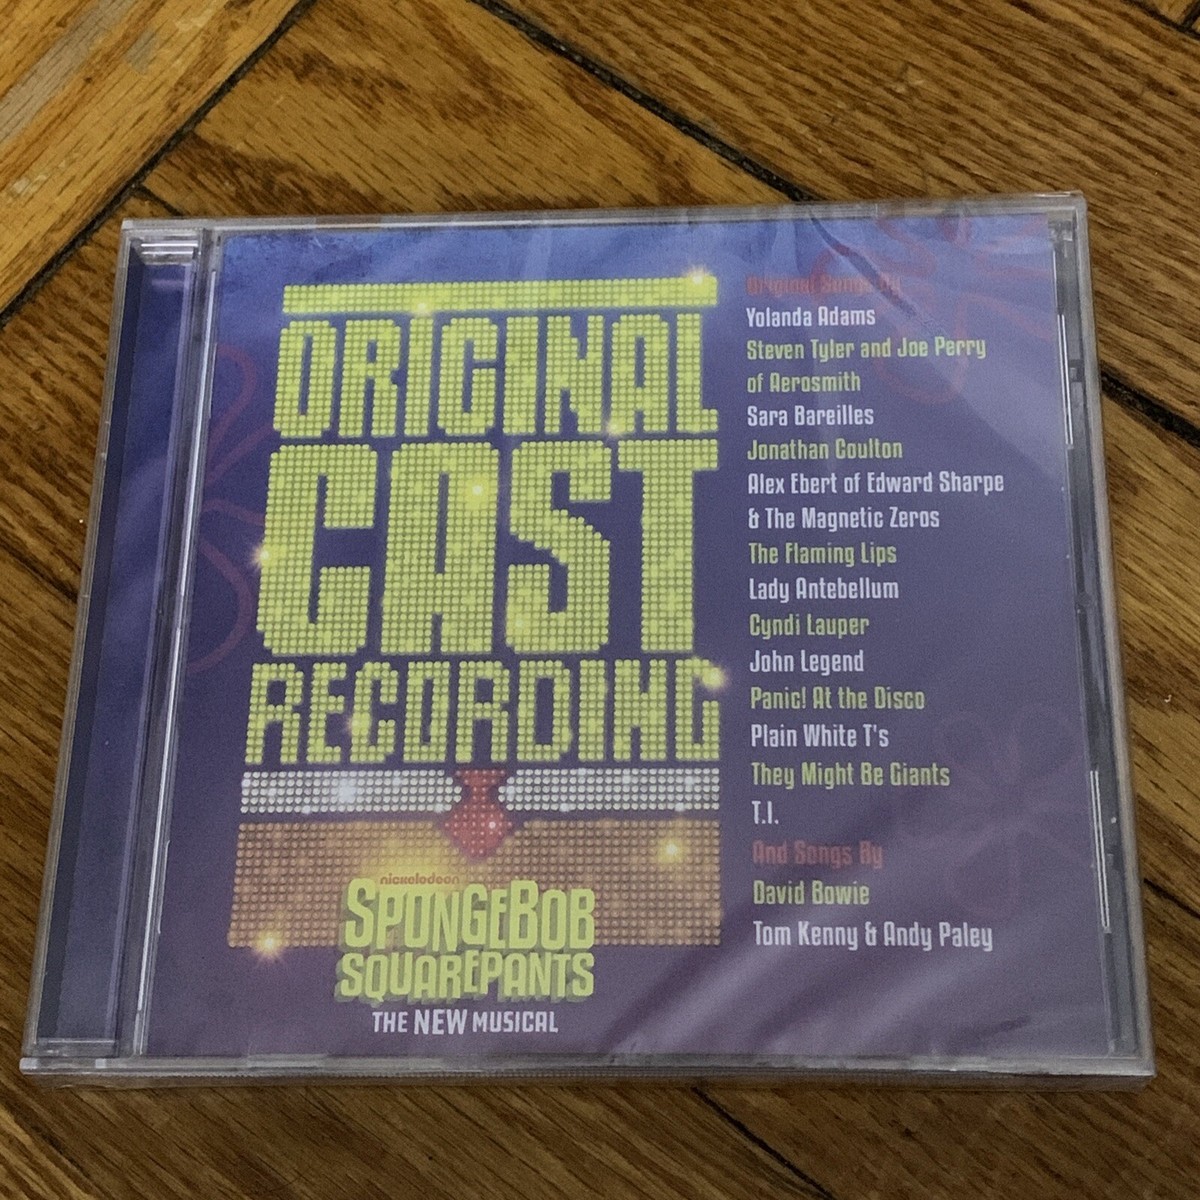 ORIGINAL
CAST
RECORDING
nickelodeon
SPONGEBOB
SQUAREPANTS
THE NEW MUSICAL
Original Songs By
Yolanda Adams
Steven Tyler and Joe Perry
of Aerosmith
Sara Bareilles
Jonathan Coulton
Alex Ebert of Edward Sharpe
& The Magnetic Zeros
The Flaming Lips
Lady Antebellum
Cyndi Lauper
John Legend
Panic! At the Disco
Plain White T's
They Might Be Giants
T.I.
And Songs By
David Bowie
Tom Kenny & Andy Paley